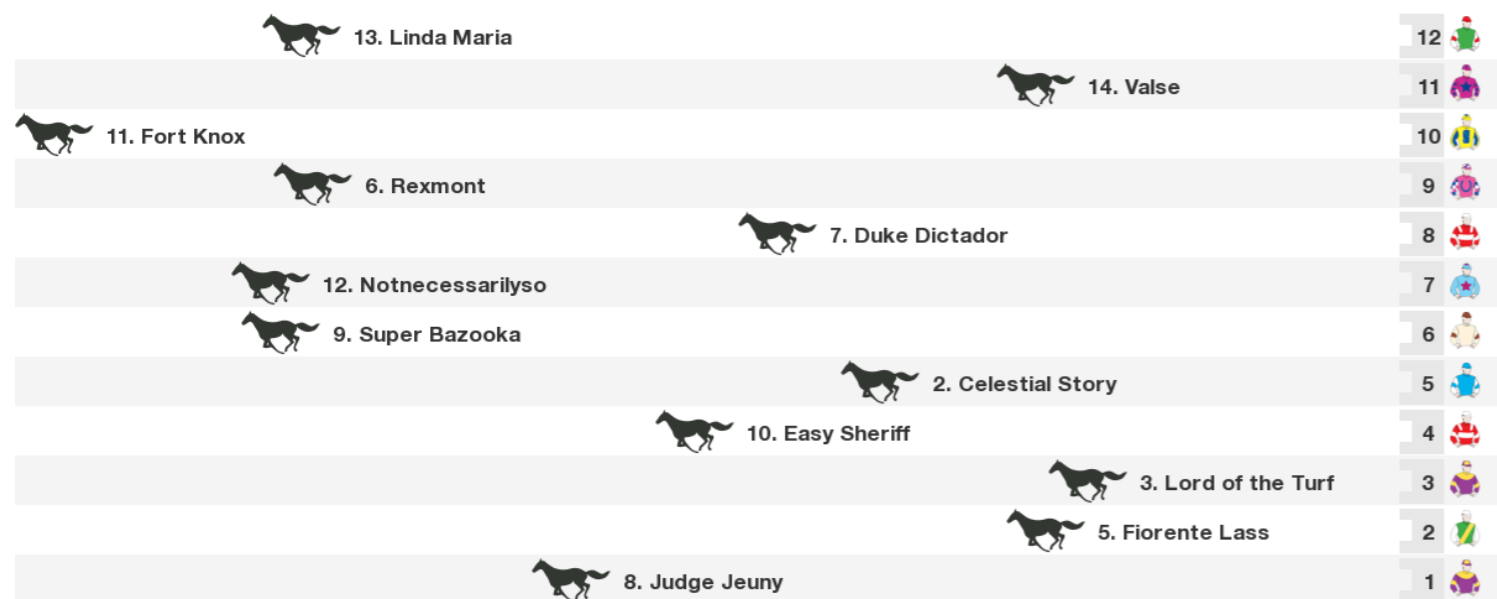 13. Linda Maria 12
14. Valse 11
11. Fort Knox 10
6. Rexmont 9
7. Duke Dictador 8
12. Notnecessarilyso 7
9. Super Bazooka 6
2. Celestial Story 5
10. Easy Sheriff 4
3. Lord of the Turf 3
5. Fiorente Lass 2
8. Judge Jeuny 1